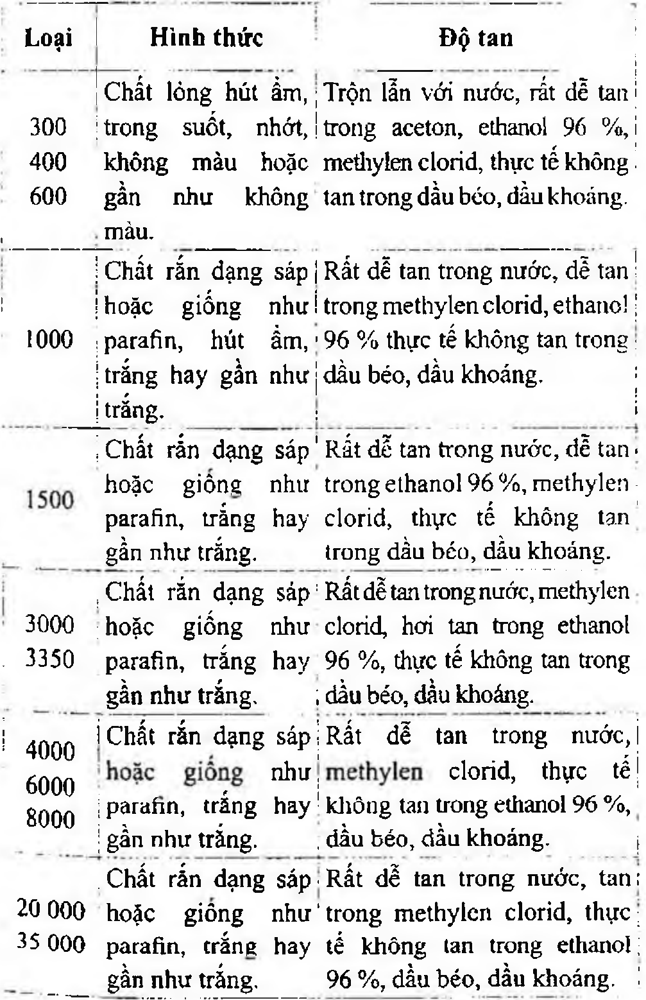 Loại Hình thức Độ tan
300
400
600
Chất lỏng hút ẩm,
trong suốt, nhớt,
không màu hoặc
gần như không
màu.
Trộn lẫn với nước, rất dễ tan
trong aceton, ethanol 96 %,
methylen clorid, thực tế không
tan trong dầu béo, dầu khoáng.
1000
Chất rắn dạng sáp
hoặc giống như
parafin, hút ẩm,
trắng hay gần như
trắng.
Rất dễ tan trong nước, dễ tan
trong methylen clorid, ethanol
96 % thực tế không tan trong
dầu béo, dầu khoáng.
1500
Chất rắn dạng sáp
hoặc giống như
parafin, trắng hay
gần như trắng.
Rất dễ tan trong nước, dễ tan
trong ethanol 96 %, methylen
clorid, thực tế không tan
trong dầu béo, dầu khoáng.
3000
3350
Chất rắn dạng sáp
hoặc giống như
parafin, trắng hay
gần như trắng.
Rất dễ tan trong nước, methylen
clorid, hơi tan trong ethanol
96 %, thực tế không tan trong
dầu béo, dầu khoáng.
4000
6000
8000
Chất rắn dạng sáp
hoặc giống như
parafin, trắng hay
gần như trắng.
Rất dễ tan trong nước,
methylen clorid, thực tế
không tan trong ethanol 96 %,
dầu béo, dầu khoáng.
20 000
35 000
Chất rắn dạng sáp
hoặc giống như
parafin, trắng hay
gần như trắng.
Rất dễ tan trong nước, tan
trong methylen clorid, thực
tế không tan trong ethanol
96 %, dầu béo, dầu khoáng.